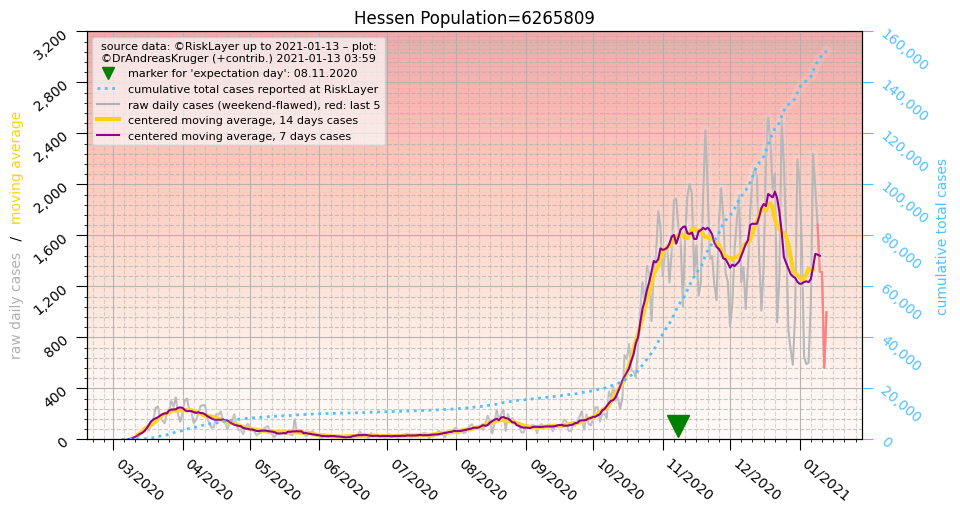 Hessen Population=6265809
source data: ©RiskLayer up to 2021-01-13 – plot:
©DrAndreasKruger (+contrib.) 2021-01-13 03:59
marker for 'expectation day': 08.11.2020
cumulative total cases reported at RiskLayer
raw daily cases (weekend-flawed), red: last 5
centered moving average, 14 days cases
centered moving average, 7 days cases
raw daily cases / moving average
3,200
2,800
2,400
2,000
1,600
1,200
800
400
0
160,000
140,000
120,000
100,000
80,000
60,000
40,000
20,000
0
cumulative total cases
03/2020
04/2020
05/2020
06/2020
07/2020
08/2020
09/2020
10/2020
11/2020
12/2020
01/2021